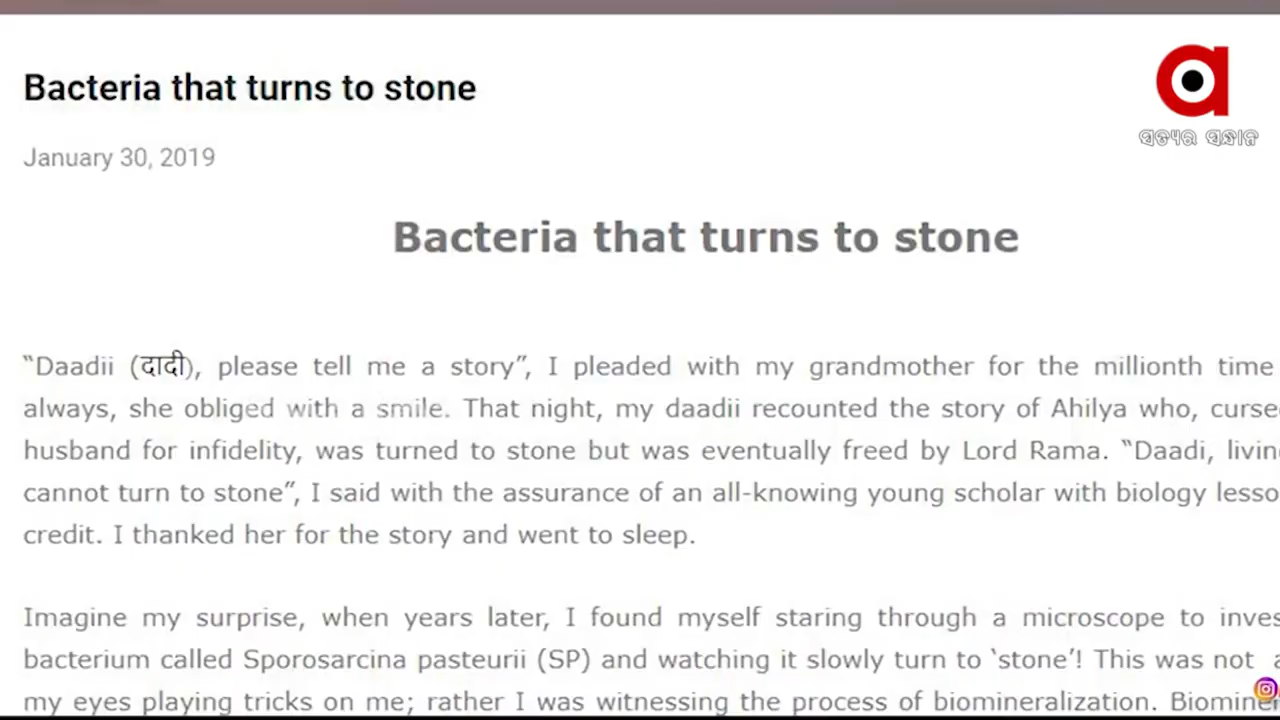 Bacteria that turns to stone
ସତ୍ୟର ସନ୍ଧାନ
January 30, 2019
Bacteria that turns to stone
“Daadii (दादी), please tell me a story”, I pleaded with my grandmother for the millionth time
always, she obliged with a smile. That night, my daadii recounted the story of Ahilya who,
husband for infidelity, was turned to stone but was eventually freed by Lord Rama. “Daadi,
cannot turn to stone”, I said with the assurance of an all-knowing young scholar with biology
credit. I thanked her for the story and went to sleep.
Imagine my surprise, when years later, I found myself staring through a microscope to
bacterium called Sporosarcina pasteurii (SP) and watching it slowly turn to ‘stone’! This was not
my eyes playing tricks on me; rather I was witnessing the process of biomineralization.